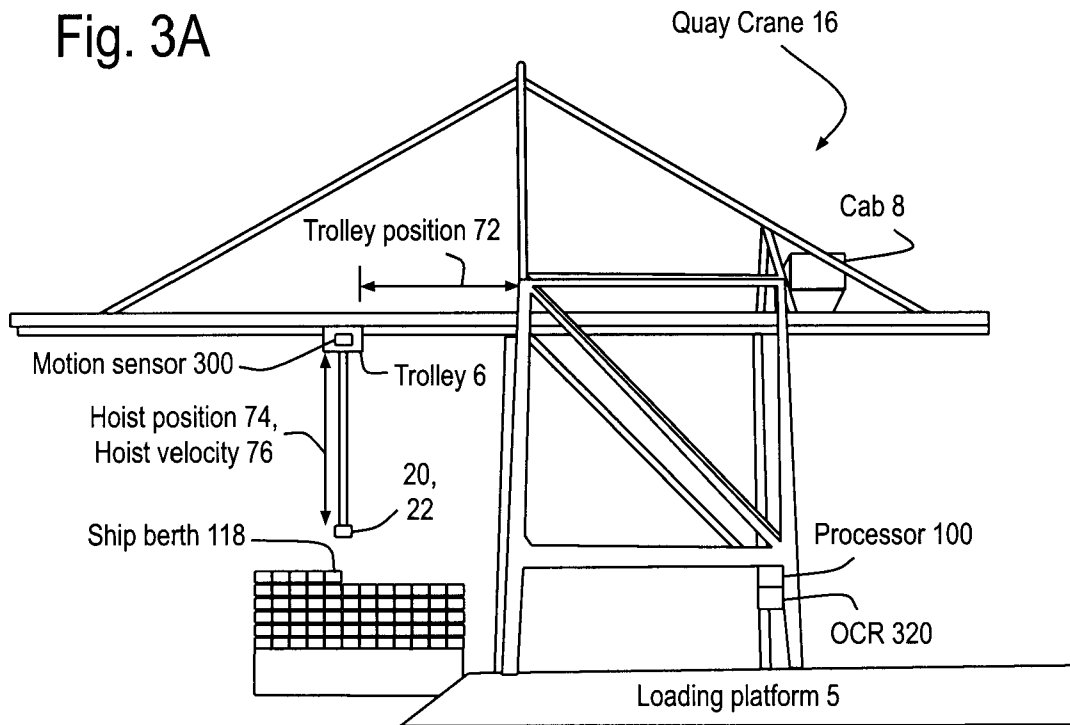 Fig. 3A
Quay Crane 16
Cab 8
Trolley position 72
Motion sensor 300
Trolley 6
Hoist position 74,
Hoist velocity 76
20,
22
Ship berth 118
Processor 100
OCR 320
Loading platform 5